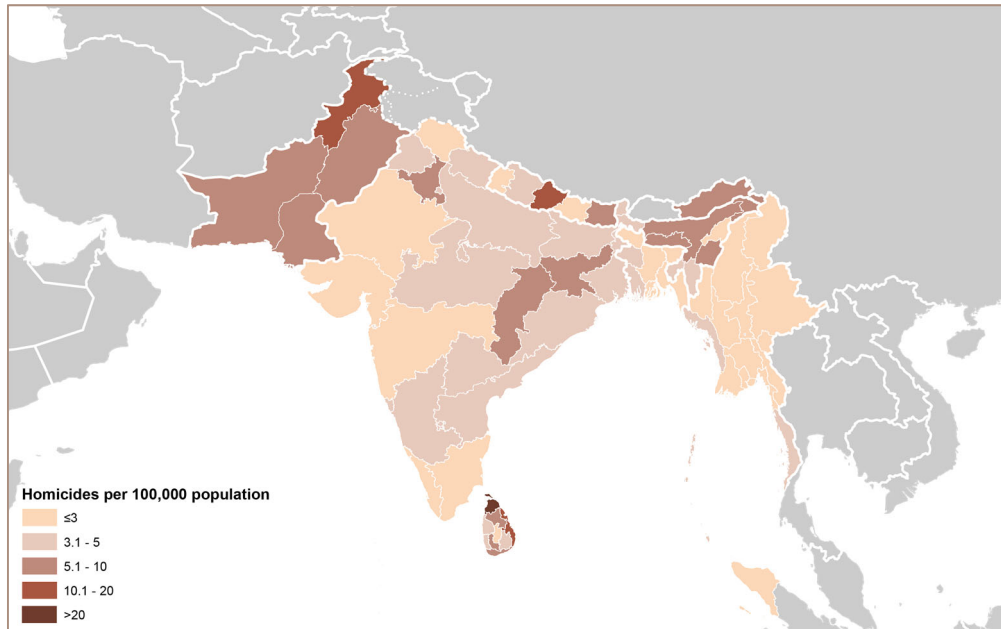 Homicides per 100,000 population
≤3
3.1 - 5
5.1 - 10
10.1 - 20
>20